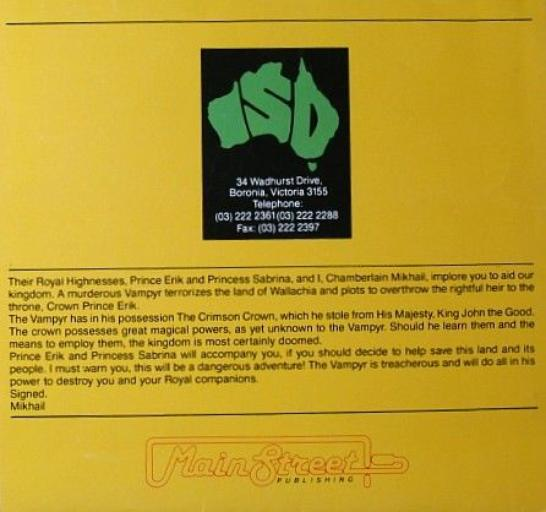 ISD
34 Wadhurst Drive,
Boronia, Victoria 3155
Telephone:
(03) 222 2361(03) 222 2288
Fax: (03) 222 2397
Their Royal Highnesses, Prince Erik and Princess Sabrina, and I, Chamberlain Mikhail, implore you to aid our
kingdom. A murderous Vampyr terrorizes the land of Wallachia and plots to overthrow the rightful heir to the
throne, Crown Prince Erik.
The Vampyr has in his possession The Crimson Crown, which he stole from His Majesty, King John the Good.
The crown possesses great magical powers, as yet unknown to the Vampyr. Should he learn them and the
means to employ them, the kingdom is most certainly doomed.
Prince Erik and Princess Sabrina will accompany you, if you should decide to help save this land and its
people. I must warn you, this will be a dangerous adventure! The Vampyr is treacherous and will do all in his
power to destroy you and your Royal companions.
Signed.
Mikhail
Main Street
PUBLISHING